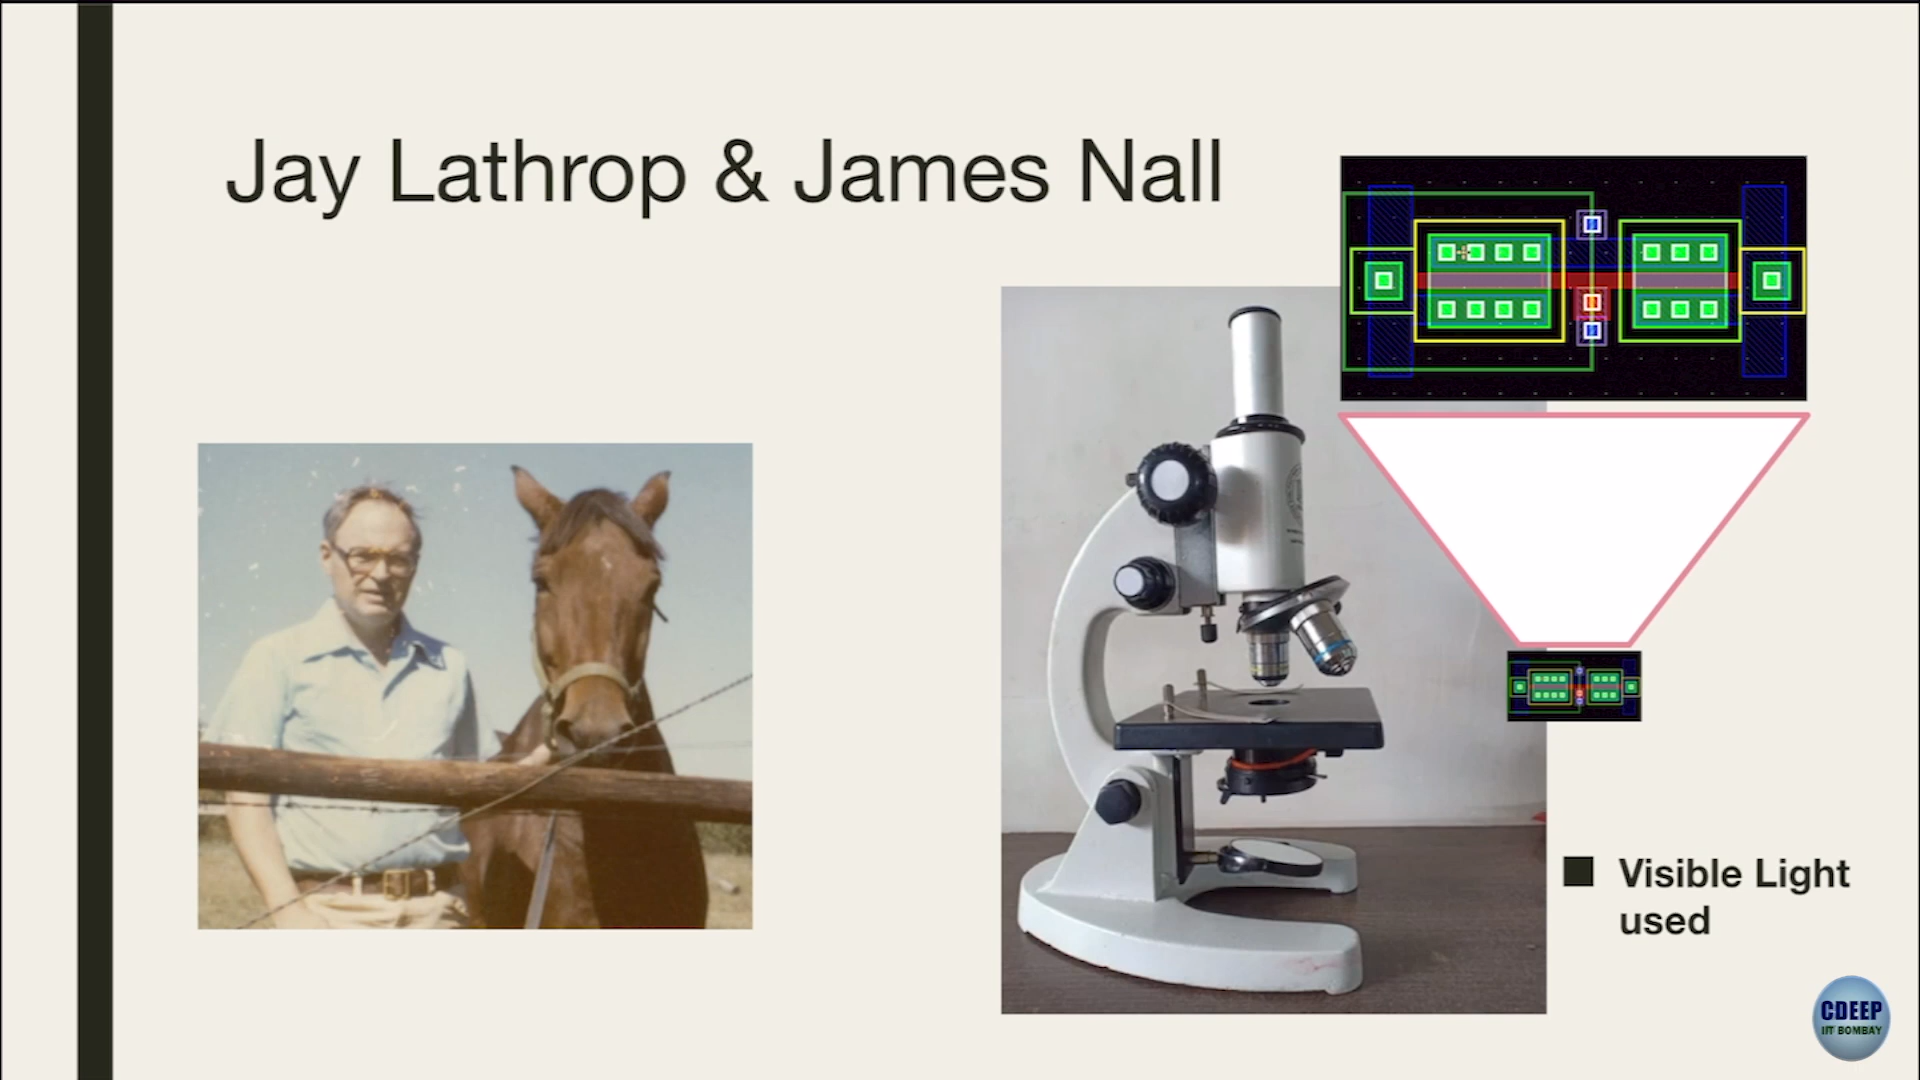 Jay Lathrop & James Nall
Visible Light
used
CDEEP
IIT BOMBAY